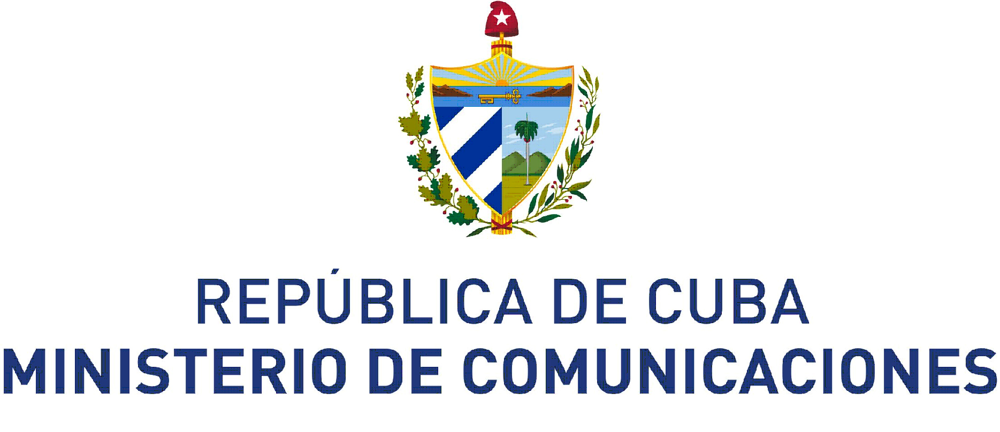 REPÚBLICA DE CUBA
MINISTERIO DE COMUNICACIONES